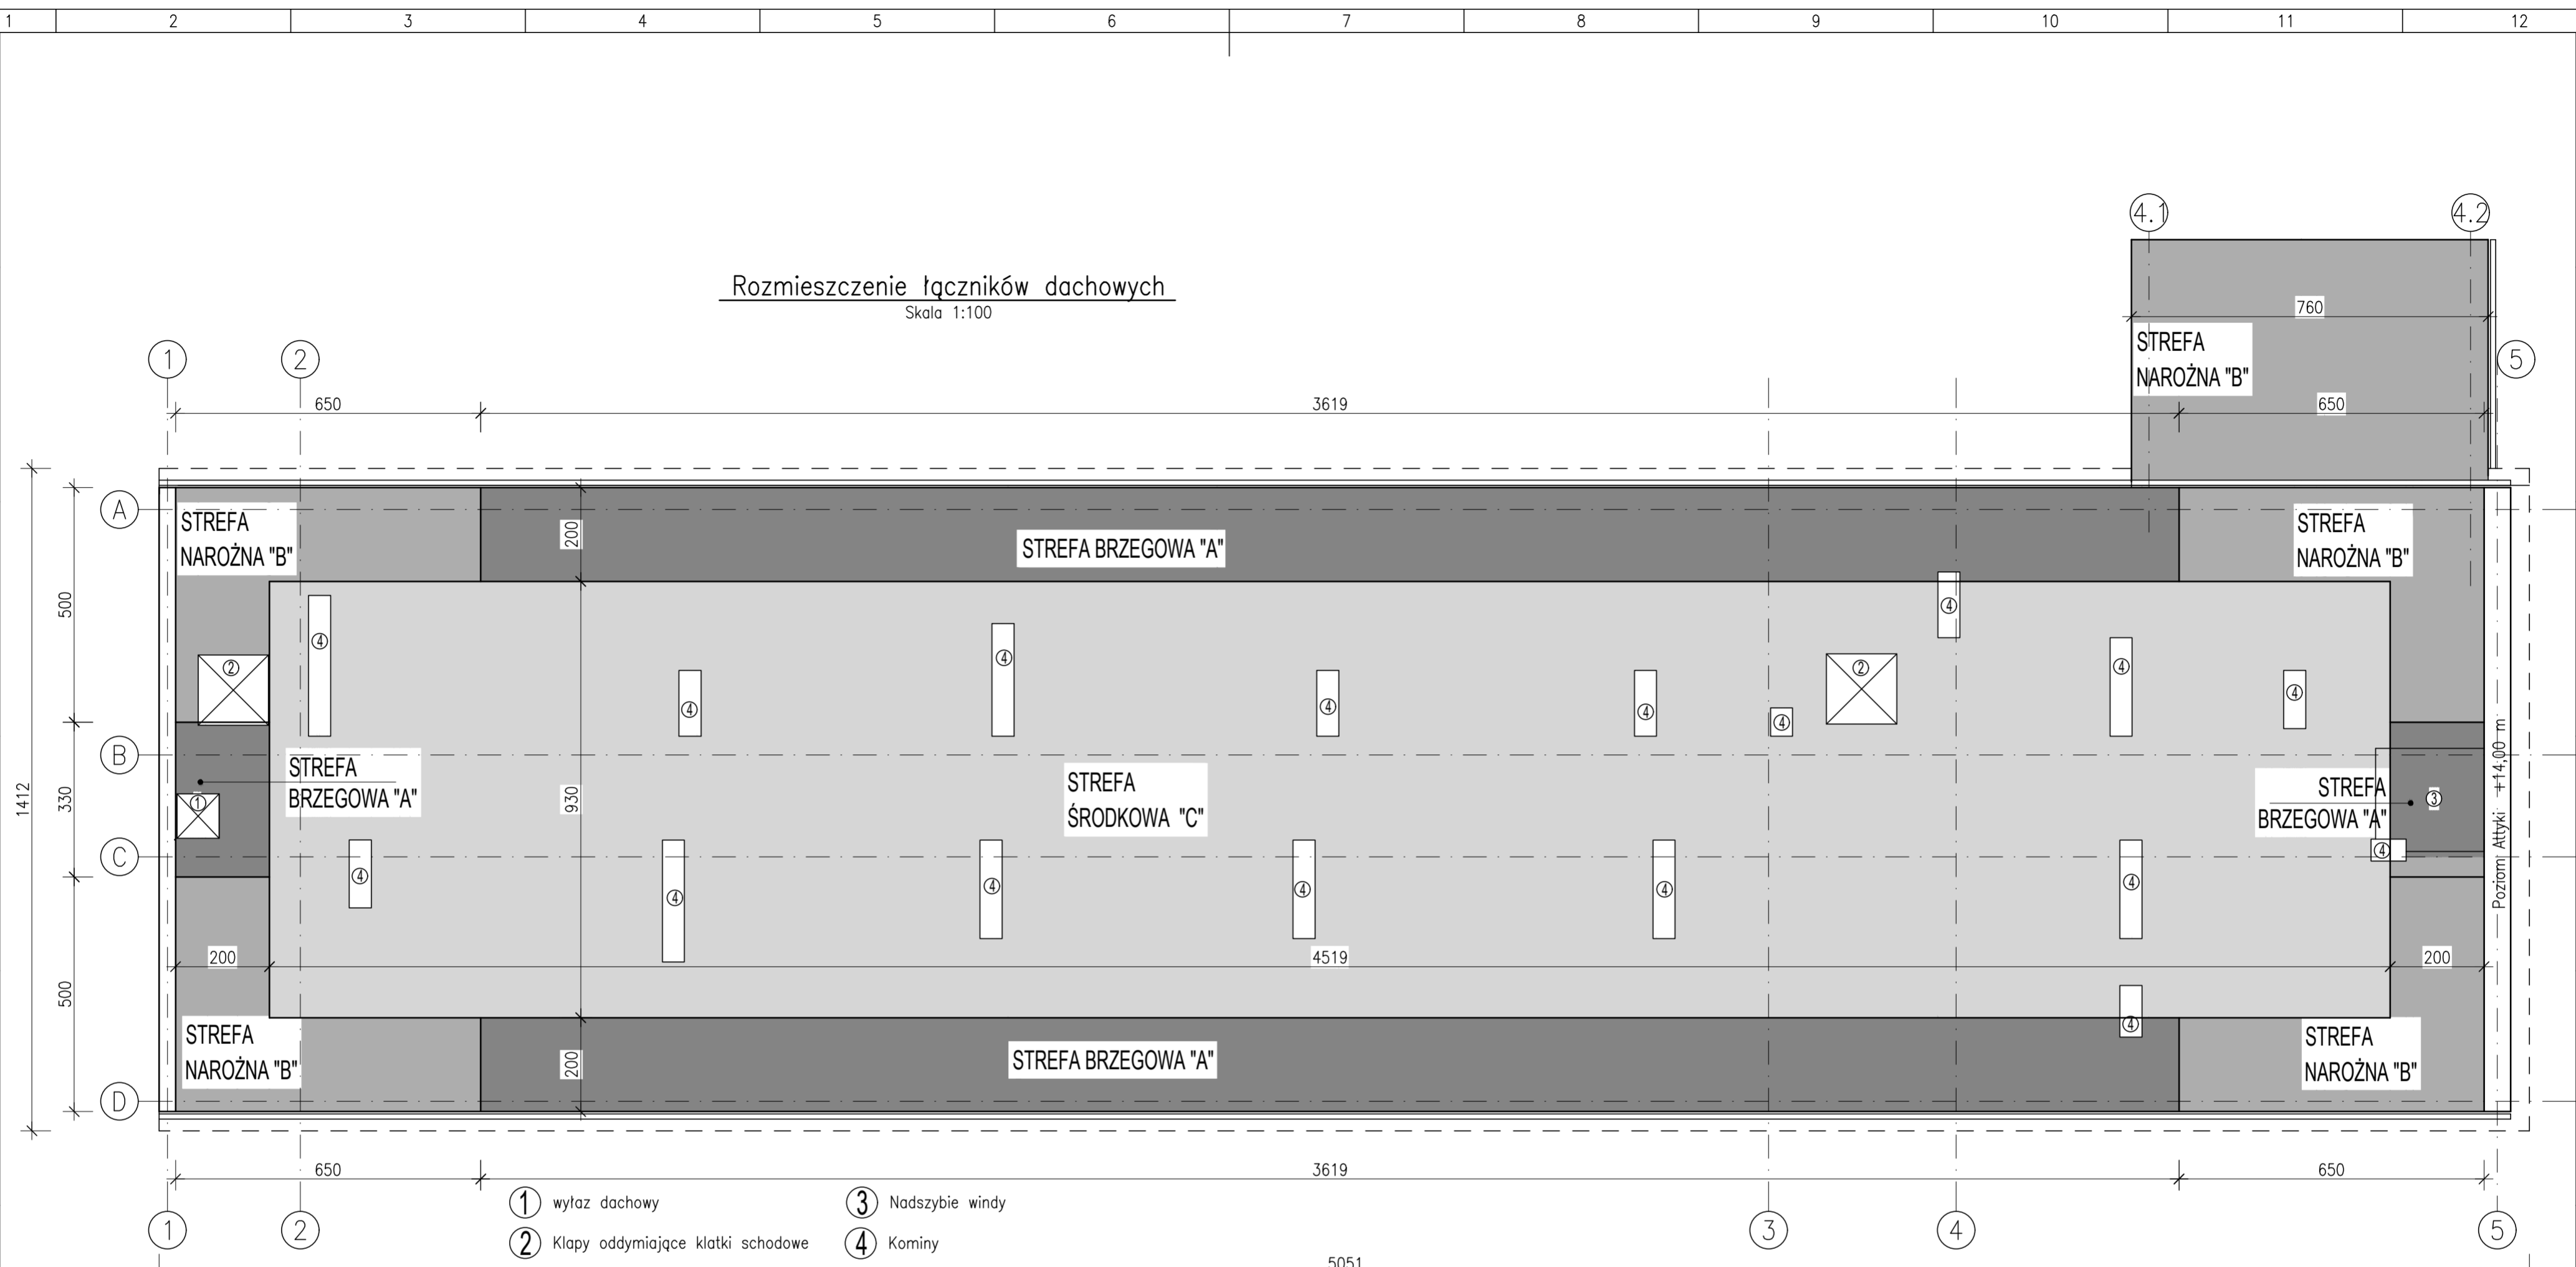 1 2 3 4 5 6 7 8 9 10 11 12
4.1 4.2
Rozmieszczenie łączników dachowych
Skala 1:100
760
STREFA
NAROŻNA "B"
1 2 5
650 3619 650
A
STREFA
NAROŻNA "B"
200
STREFA BRZEGOWA "A"
STREFA
NAROŻNA "B"
500
4 4 4 4 4 4 4 4 4 4
2 2
B
STREFA
BRZEGOWA "A"
1
1412
330
930
STREFA
ŚRODKOWA "C"
STREFA
BRZEGOWA "A"
3
4
Poziom Attyki +14,00 m
C
4 4 4 4 4 4
200 4519 200
500
4
STREFA
NAROŻNA "B"
200
STREFA BRZEGOWA "A"
STREFA
NAROŻNA "B"
D
650 3619 650
1 wyłaz dachowy
2 Klapy oddymiające klatki schodowe
3 Nadszybie windy
4 Kominy
1 2 3 4 5
5051